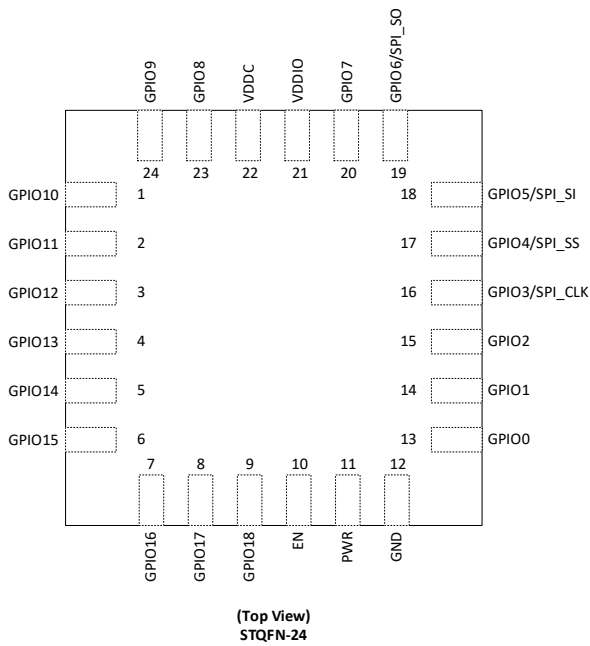 GPIO9
GPIO8
VDDC
VDDIO
GPIO7
GPIO6/SPI_SO
24 23 22 21 20 19
GPIO10 1 18 GPIO5/SPI_SI
GPIO11 2 17 GPIO4/SPI_SS
GPIO12 3 16 GPIO3/SPI_CLK
GPIO13 4 15 GPIO2
GPIO14 5 14 GPIO1
GPIO15 6 13 GPIO0
7 8 9 10 11 12
GPIO16
GPIO17
GPIO18
EN
PWR
GND
(Top View)
STQFN-24